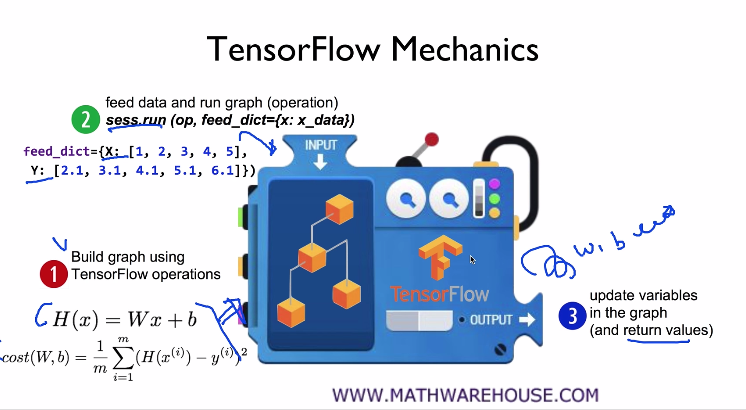 TensorFlow Mechanics
2
feed data and run graph (operation)
sess.run (op, feed_dict={x: x_data})
feed_dict={X: [1, 2, 3, 4, 5],
Y: [2.1, 3.1, 4.1, 5.1, 6.1]})
INPUT
1
Build graph using
TensorFlow operations
H(x) = Wx + b
cost(W, b) = \frac{1}{m} \sum_{i=1}^{m} (H(x^{(i)}) - y^{(i)})^2
TensorFlow
OUTPUT
W, b
3
update variables
in the graph
(and return values)
WWW.MATHWAREHOUSE.COM